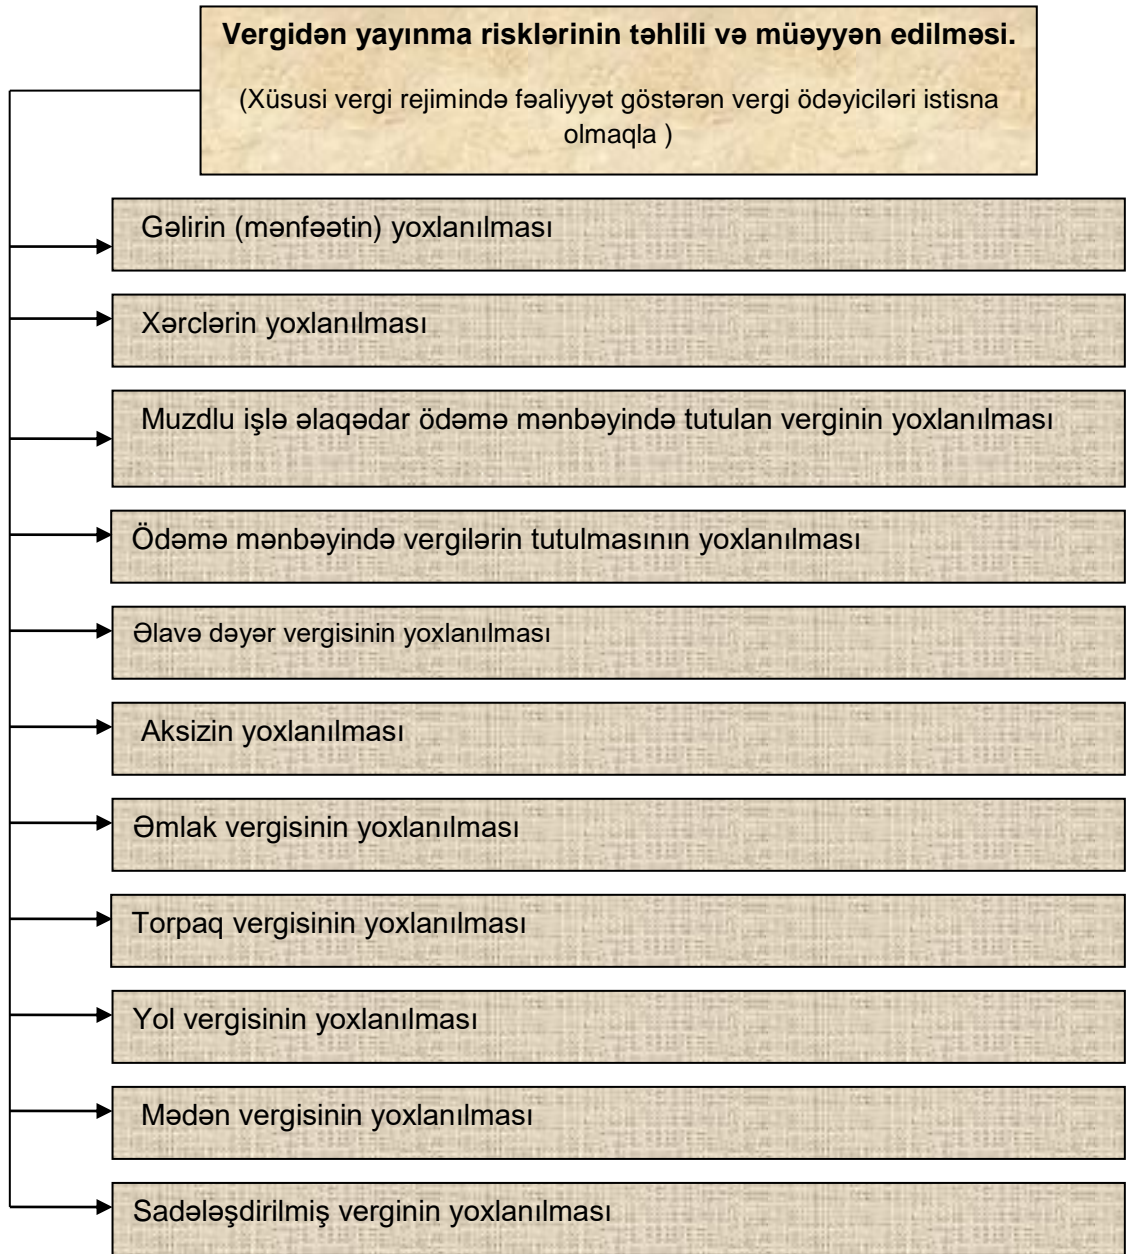 Vergidən yayınma risklərinin təhlili və müəyyən edilməsi.
(Xüsusi vergi rejimində fəaliyyət göstərən vergi ödəyiciləri istisna
olmaqla )
Gəlirin (mənfəətin) yoxlanılması
Xərclərin yoxlanılması
Muzdlu işlə əlaqədar ödəmə mənbəyində tutulan verginin yoxlanılması
Ödəmə mənbəyində vergilərin tutulmasının yoxlanılması
Əlavə dəyər vergisinin yoxlanılması
Aksizin yoxlanılması
Əmlak vergisinin yoxlanılması
Torpaq vergisinin yoxlanılması
Yol vergisinin yoxlanılması
Mədən vergisinin yoxlanılması
Sadələşdirilmiş verginin yoxlanılması